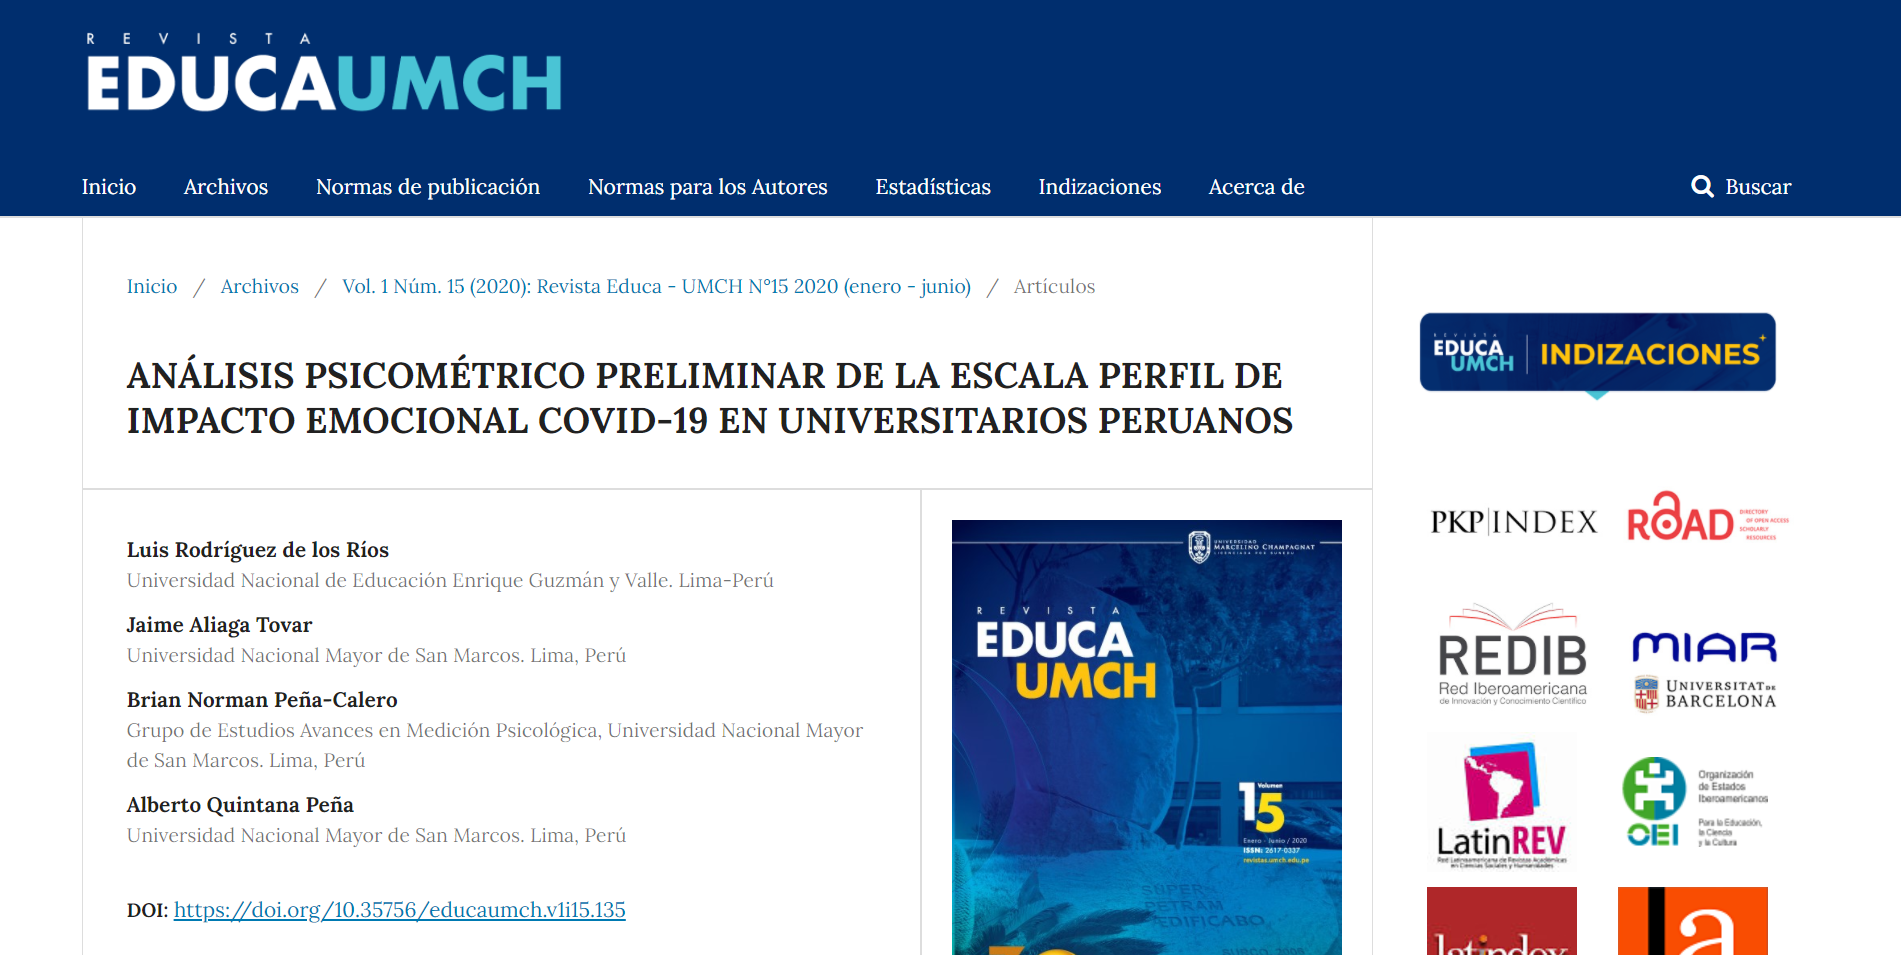 REVISTA
EDUCAUMCH
Inicio Archivos Normas de publicación Normas para los Autores Estadísticas Indizaciones Acerca de Buscar
Inicio / Archivos / Vol. 1 Núm. 15 (2020): Revista Educa - UMCH N°15 2020 (enero - junio) / Artículos
ANÁLISIS PSICOMÉTRICO PRELIMINAR DE LA ESCALA PERFIL DE
IMPACTO EMOCIONAL COVID-19 EN UNIVERSITARIOS PERUANOS
Luis Rodríguez de los Ríos
Universidad Nacional de Educación Enrique Guzmán y Valle. Lima-Perú
Jaime Aliaga Tovar
Universidad Nacional Mayor de San Marcos. Lima, Perú
Brian Norman Peña-Calero
Grupo de Estudios Avances en Medición Psicológica, Universidad Nacional Mayor
de San Marcos. Lima, Perú
Alberto Quintana Peña
Universidad Nacional Mayor de San Marcos. Lima, Perú
DOI: https://doi.org/10.35756/educaumch.v1i15.135
UNIVERSIDAD
MARCELINO CHAMPAGNAT
REVISTA
EDUCA
UMCH
Volumen
15
Enero - Junio / 2020
ISSN: 2617-0337
revistas.umch.edu.pe
SUPER
PETRAM
AEDIFICABO
SURCO, 2005
REVISTA
EDUCA
UMCH
INDIZACIONES
PKP|INDEX
ROAD
DIRECTORY
OF OPEN ACCESS
SCHOLARLY
RESOURCES
REDIB
Red Iberoamericana
de Innovación y Conocimiento Científico
MIAR
UNIVERSITAT DE
BARCELONA
LatinREV
Red Latinoamericana de Revistas Académicas
en Ciencias Sociales y Humanidades
OEI
Organización
de Estados
Iberoamericanos
Para la Educación,
la Ciencia
y la Cultura
latindex
a